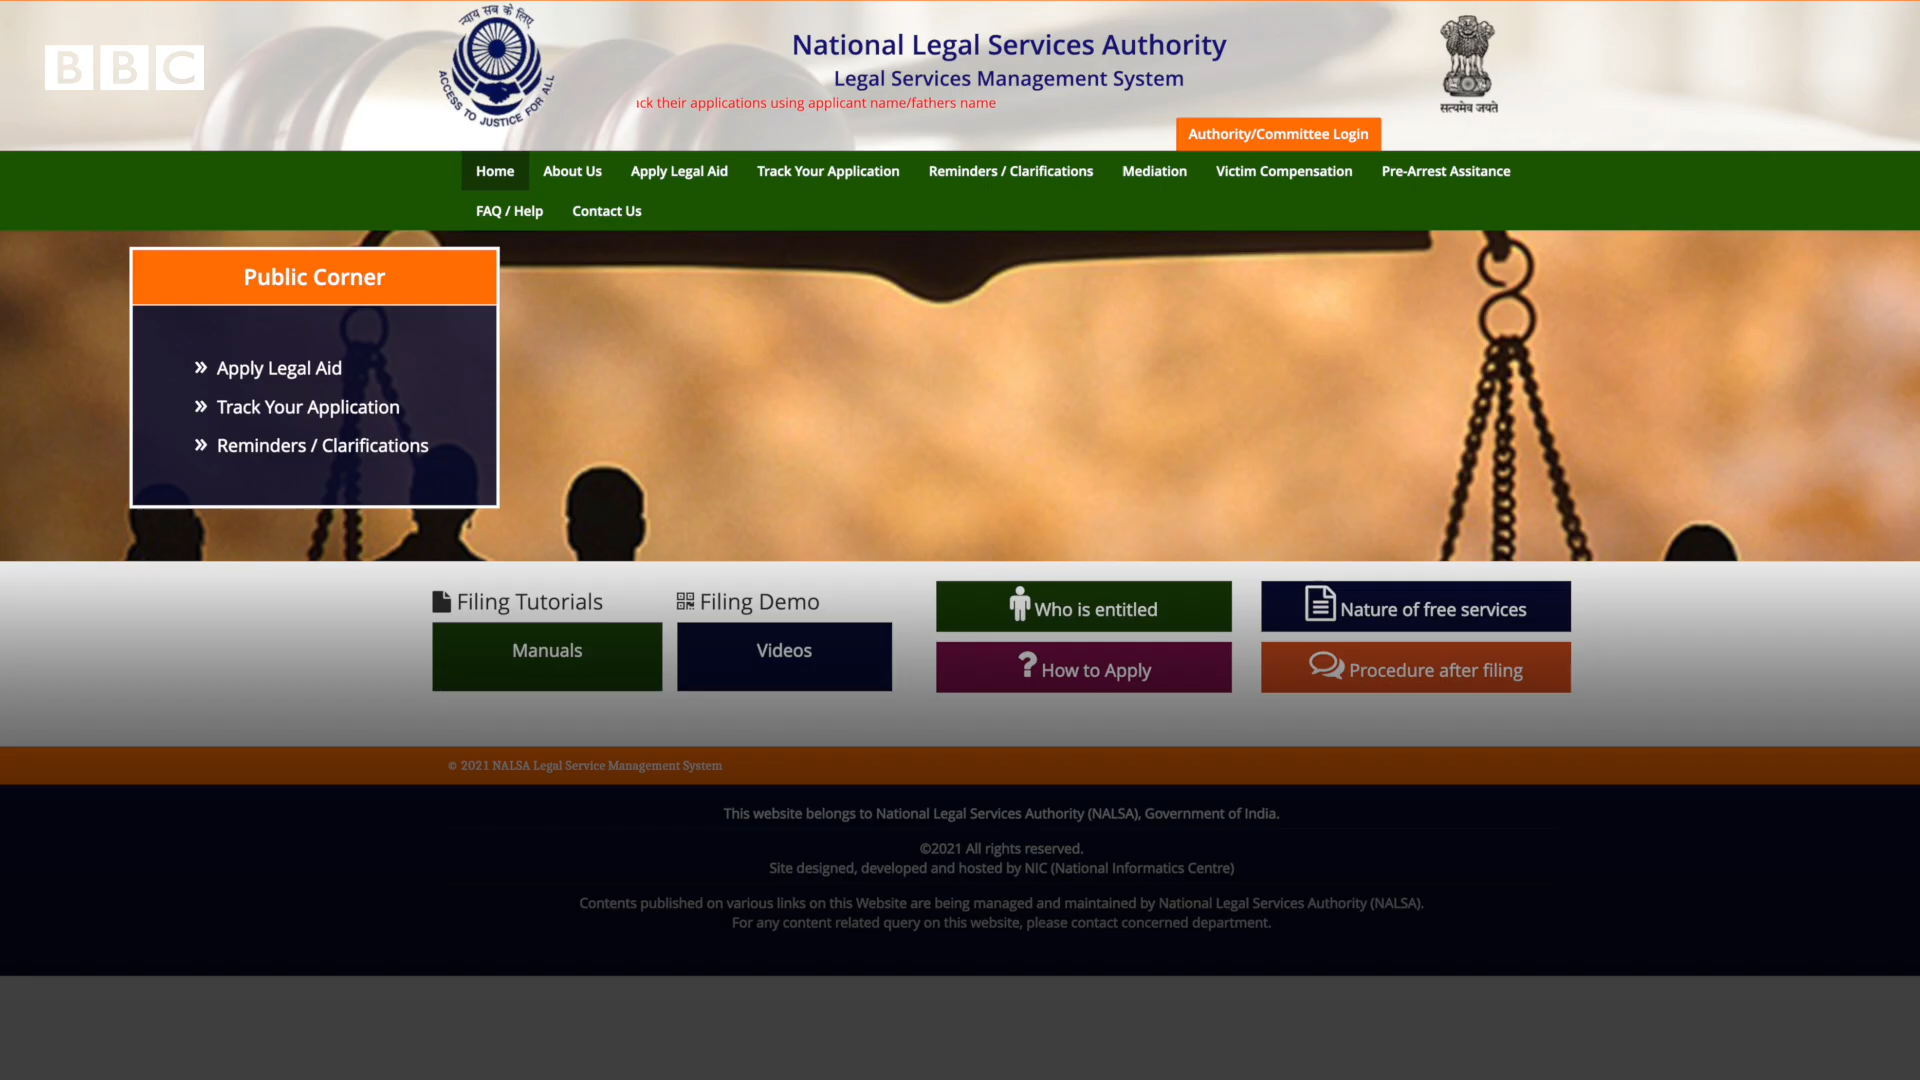 BBC
न्याय सब के लिए
ACCESS TO JUSTICE FOR ALL
National Legal Services Authority
Legal Services Management System
their applications using applicant name/fathers name
सत्यमेव जयते
Authority/Committee Login
Home About Us Apply Legal Aid Track Your Application Reminders / Clarifications Mediation Victim Compensation Pre-Arrest Assitance
FAQ / Help Contact Us
Public Corner
» Apply Legal Aid
» Track Your Application
» Reminders / Clarifications
Filing Tutorials Filing Demo
Who is entitled Nature of free services
Manuals Videos
? How to Apply Procedure after filing
© 2021 NALSA Legal Service Management System
This website belongs to National Legal Services Authority (NALSA), Government of India.
©2021 All rights reserved.
Site designed, developed and hosted by NIC (National Informatics Centre)
Contents published on various links on this Website are being managed and maintained by National Legal Services Authority (NALSA).
For any content related query on this website, please contact concerned department.